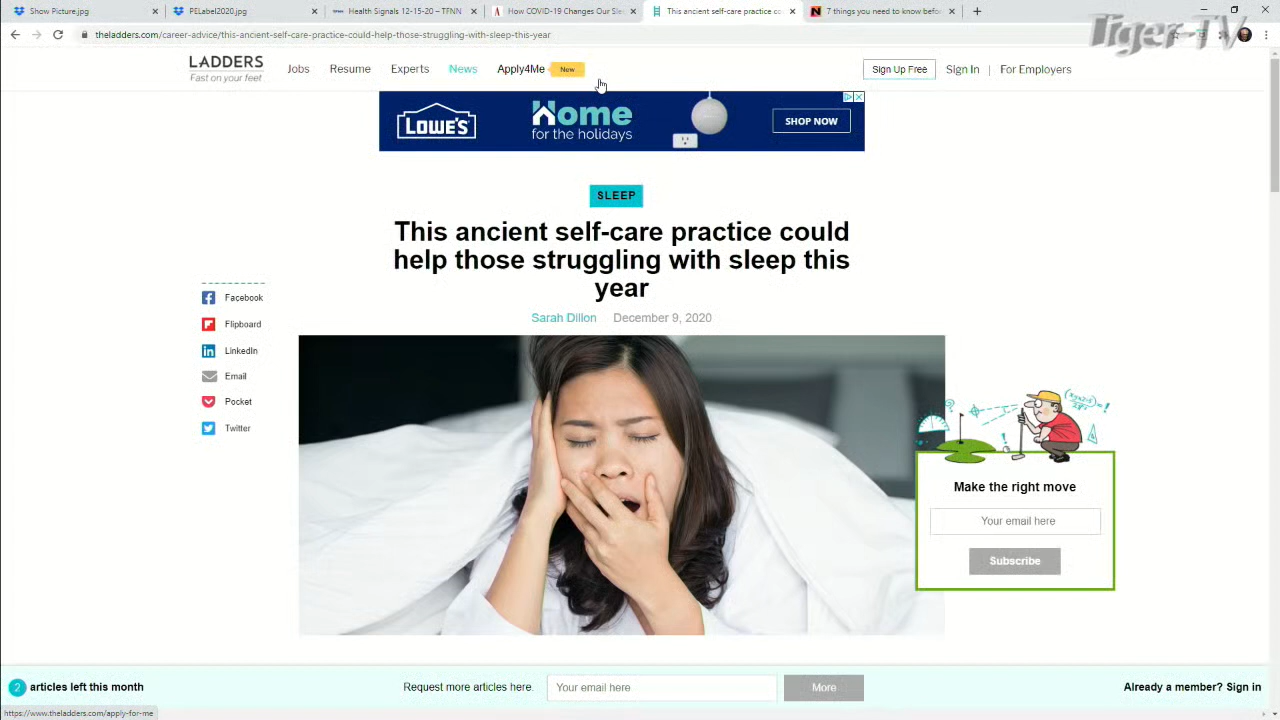 Show Picture.jpg
PELabel2020.jpg
Health Signals 12-15-20 – TFNN
How COVID-19 Changes Our Slee
This ancient self-care practice co
7 things you need to know befor
Tiger-TV
theladders.com/career-advice/this-ancient-self-care-practice-could-help-those-struggling-with-sleep-this-year
LADDERS
Fast on your feet
Jobs
Resume
Experts
News
Apply4Me
New
Sign Up Free
Sign In
For Employers
LOWE'S
Home
for the holidays
SHOP NOW
SLEEP
This ancient self-care practice could
help those struggling with sleep this
year
Sarah Dillon December 9, 2020
Facebook
Flipboard
LinkedIn
Email
Pocket
Twitter
Make the right move
Your email here
Subscribe
2 articles left this month
Request more articles here.
Your email here
More
Already a member? Sign in
https://www.theladders.com/apply-for-me